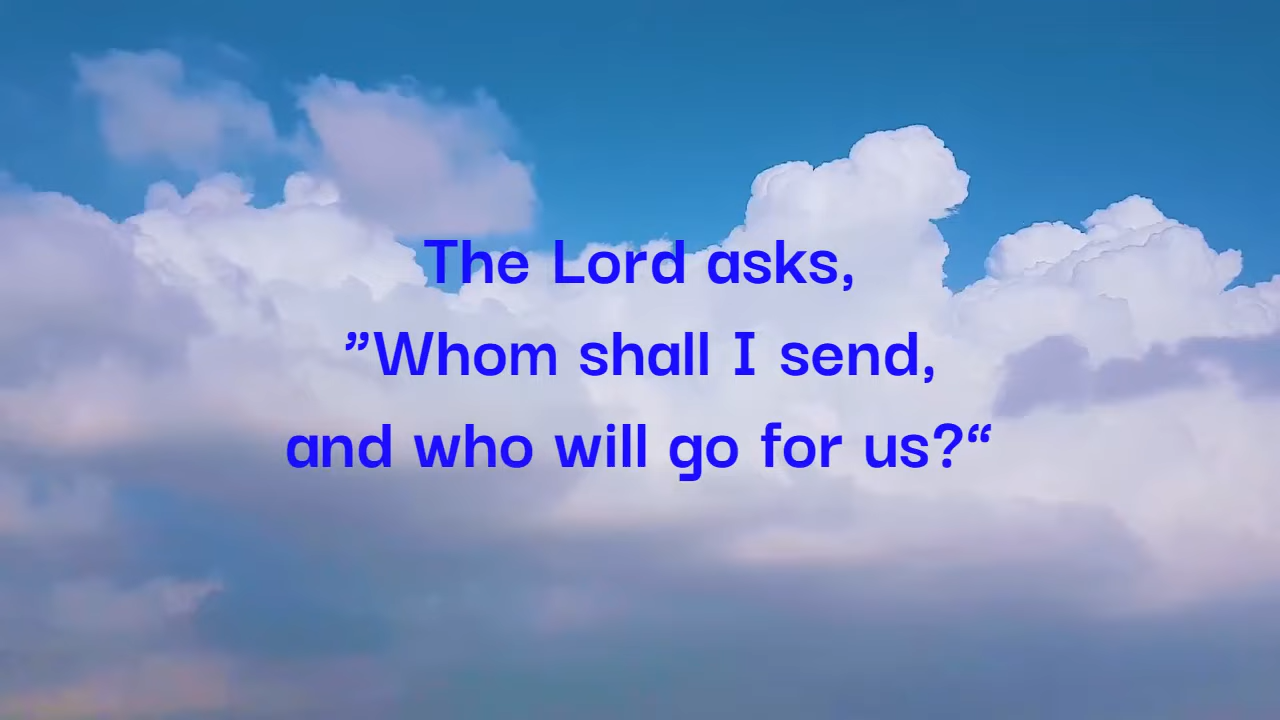 The Lord asks,
”Whom shall I send,
and who will go for us?“